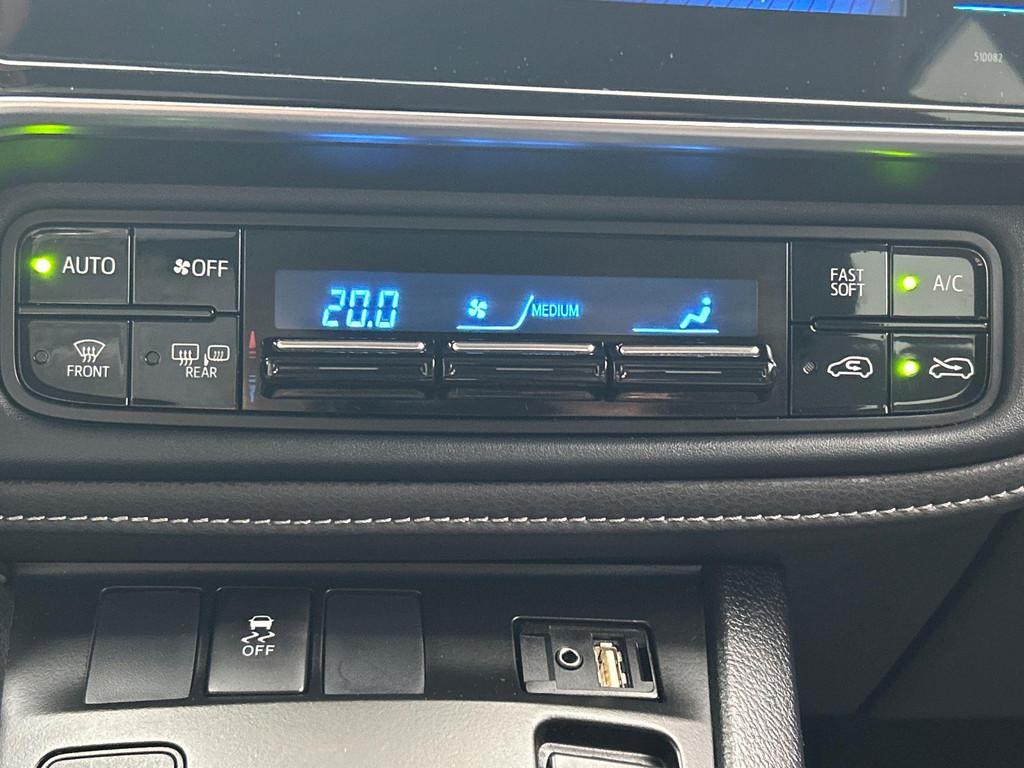 510082
AUTO
OFF
20.0
MEDIUM
FAST
SOFT
A/C
FRONT
REAR
OFF